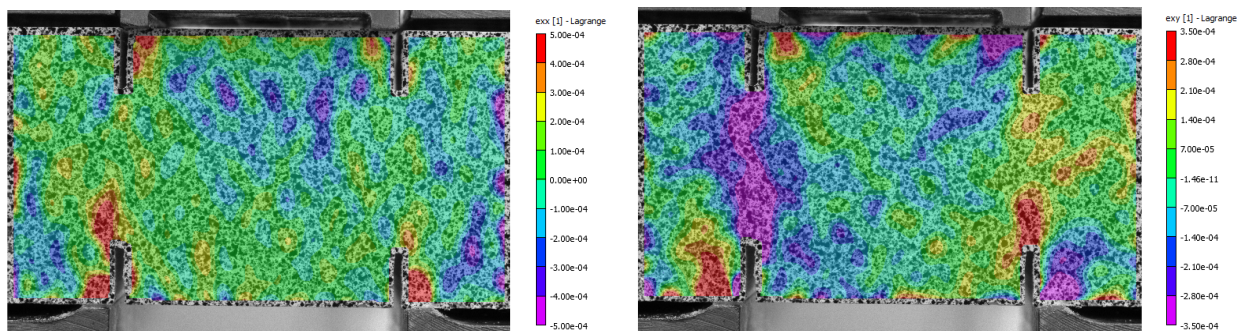 exx [1] - Lagrange
5.00e-04
4.00e-04
3.00e-04
2.00e-04
1.00e-04
0.00e+00
-1.00e-04
-2.00e-04
-3.00e-04
-4.00e-04
-5.00e-04
exy [1] - Lagrange
3.50e-04
2.80e-04
2.10e-04
1.40e-04
7.00e-05
-1.46e-11
-7.00e-05
-1.40e-04
-2.10e-04
-2.80e-04
-3.50e-04